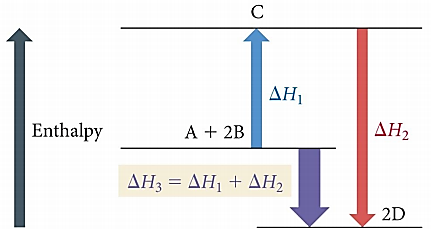 C
ΔH₁
Enthalpy
A + 2B
ΔH₂
ΔH₃ = ΔH₁ + ΔH₂
2D